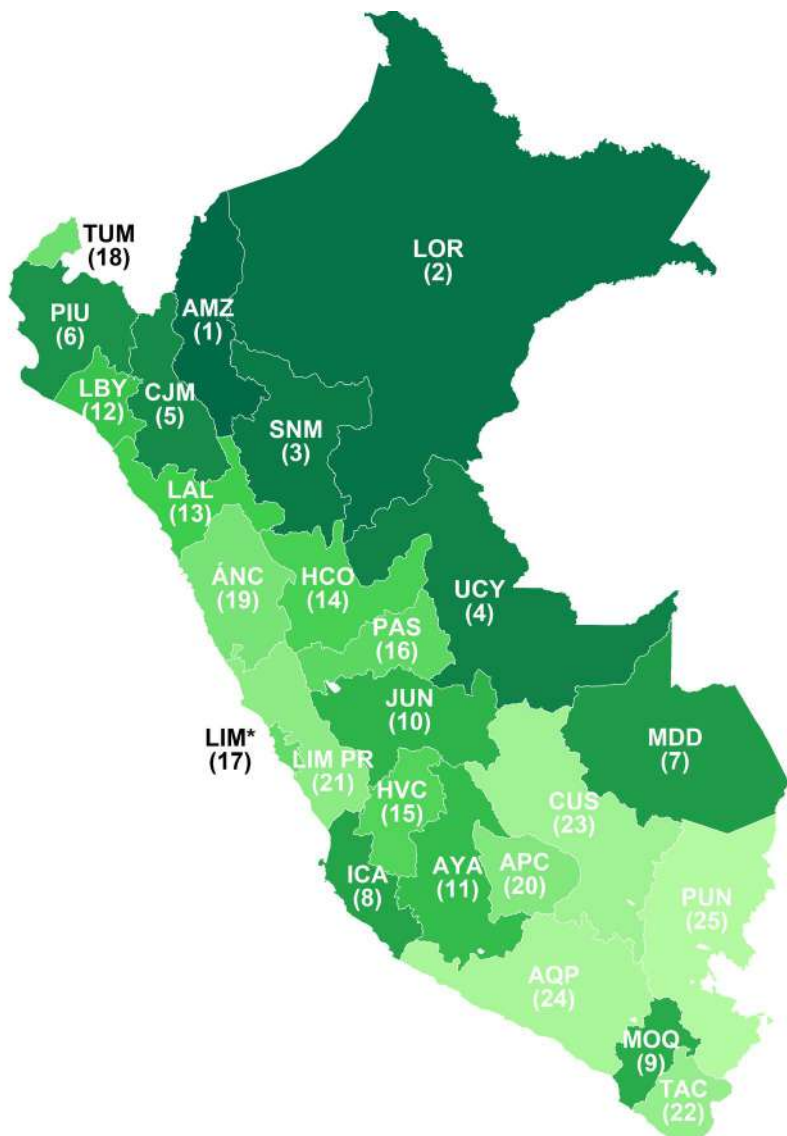 LOR
(2)
TUM
(18)
AMZ
(1)
PIU
(6)
LBY
(12)
CJM
(5)
SNM
(3)
LAL
(13)
ÁNC
(19)
HCO
(14)
UCY
(4)
PAS
(16)
JUN
(10)
LIM*
(17)
LIM PR
(21)
MDD
(7)
HVC
(15)
CUS
(23)
ICA
(8)
AYA
(11)
APC
(20)
PUN
(25)
AQP
(24)
MOQ
(9)
TAC
(22)